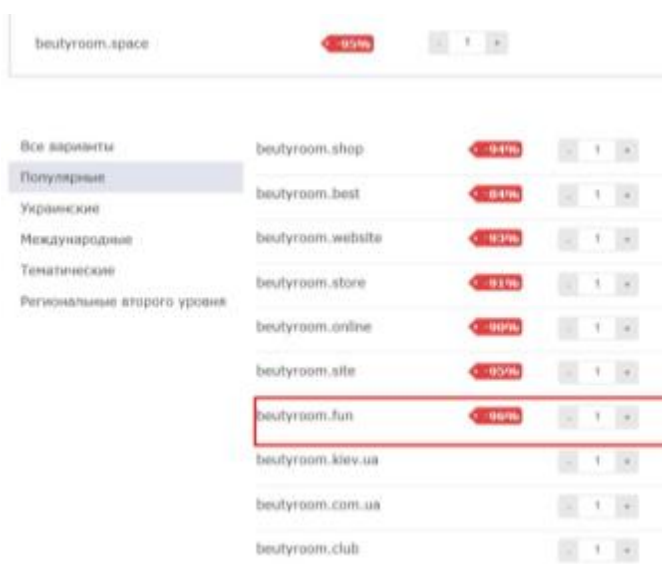 beutyroom.space -95% - 1 +
Все варианты
Популярные
Украинские
Международные
Тематические
Региональные второго уровня
beutyroom.shop -94% - 1 +
beutyroom.best -84% - 1 +
beutyroom.website -93% - 1 +
beutyroom.store -91% - 1 +
beutyroom.online -90% - 1 +
beutyroom.site -95% - 1 +
beutyroom.fun -96% - 1 +
beutyroom.kiev.ua - 1 +
beutyroom.com.ua - 1 +
beutyroom.club - 1 +